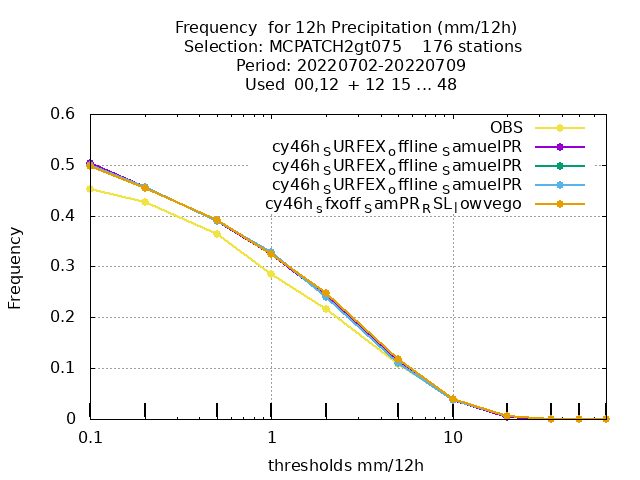 Frequency  for 12h Precipitation (mm/12h)
Selection: MCPATCH2gt075    176 stations
Period: 20220702-20220709
Used  00,12  + 12 15 ... 48
0.6
0.5
0.4
0.3
0.2
0.1
0
Frequency
OBS
cy46h_SURFEX_offline_SamuelPR
cy46h_SURFEX_offline_SamuelPR
cy46h_SURFEX_offline_SamuelPR
cy46h_sfxoff_SamPR_RSL_lowvego
0.1
1
10
thresholds mm/12h